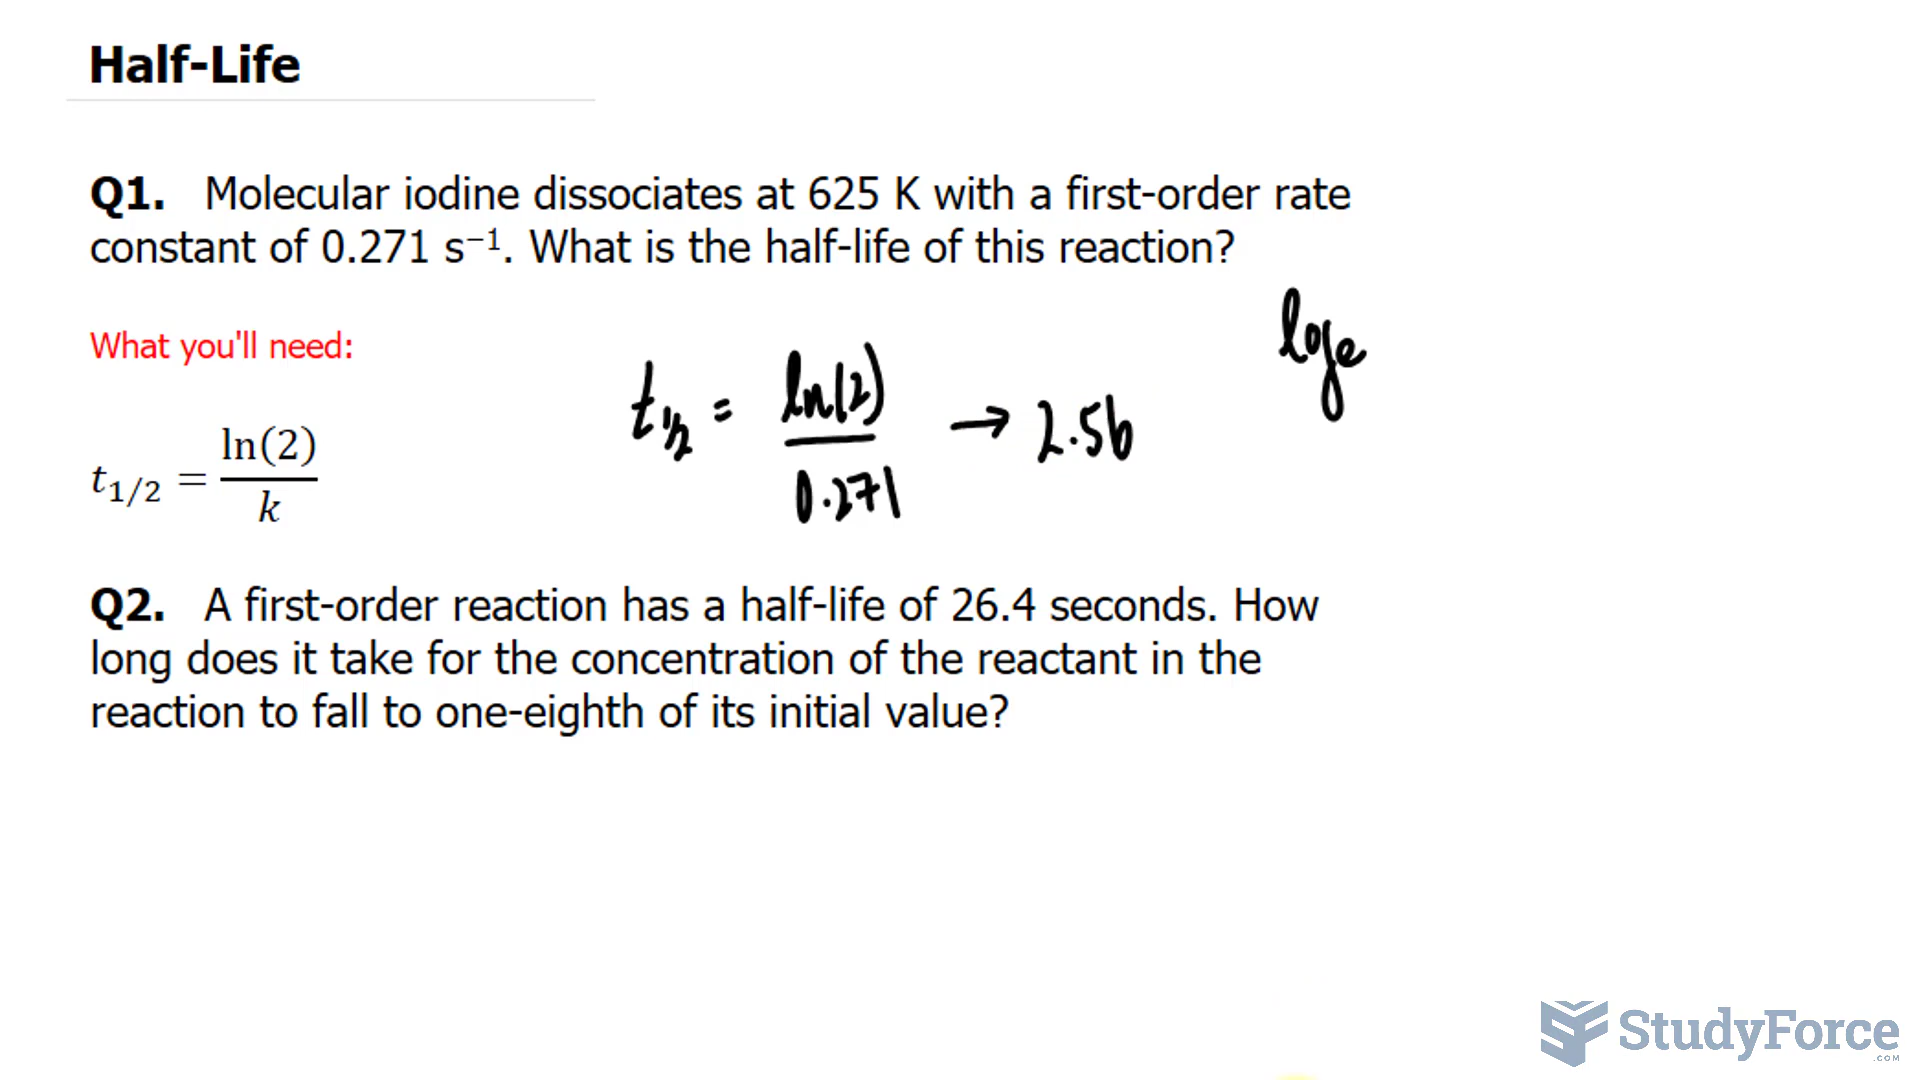 Half-Life
Q1. Molecular iodine dissociates at 625 K with a first-order rate
constant of 0.271 s⁻¹. What is the half-life of this reaction?
What you'll need:
t₁/₂ = ln(2)/k
t₁/₂ = ln(2)/0.271 → 2.56
logₑ
Q2. A first-order reaction has a half-life of 26.4 seconds. How
long does it take for the concentration of the reactant in the
reaction to fall to one-eighth of its initial value?
StudyForce
.COM